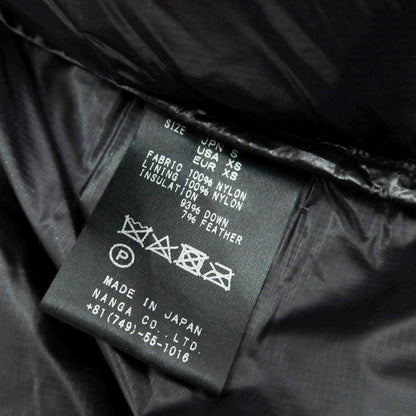 SIZE JPN S
USA XS
EUR XS
FABRIC 100% NYLON
LINING 100% NYLON
INSULATION
93% DOWN
7% FEATHER
P
MADE IN JAPAN
NANGA CO.,LTD.
+81(749)-55-1016